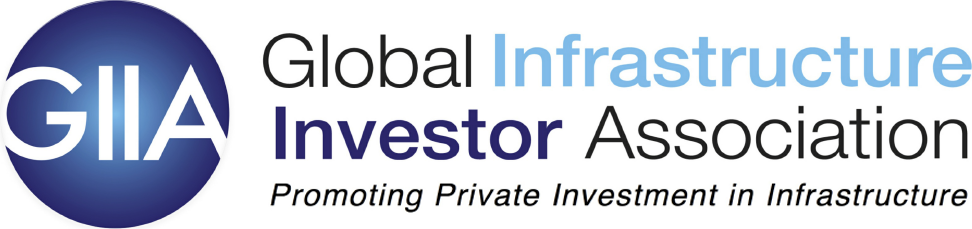 GIIA
Global Infrastructure
Investor Association
Promoting Private Investment in Infrastructure